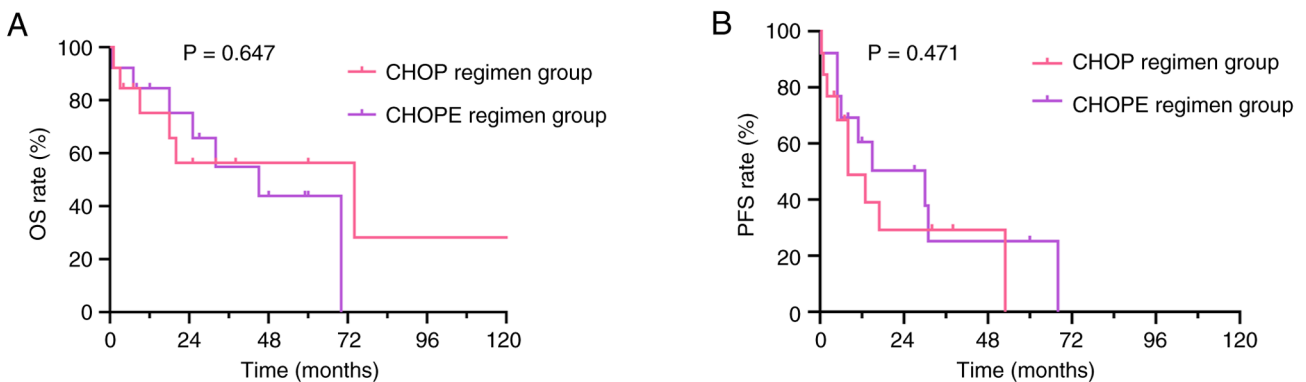 A
P = 0.647
CHOP regimen group
CHOPE regimen group
OS rate (%)
100
80
60
40
20
0
0 24 48 72 96 120
Time (months)
B
P = 0.471
CHOP regimen group
CHOPE regimen group
PFS rate (%)
100
80
60
40
20
0
0 24 48 72 96 120
Time (months)